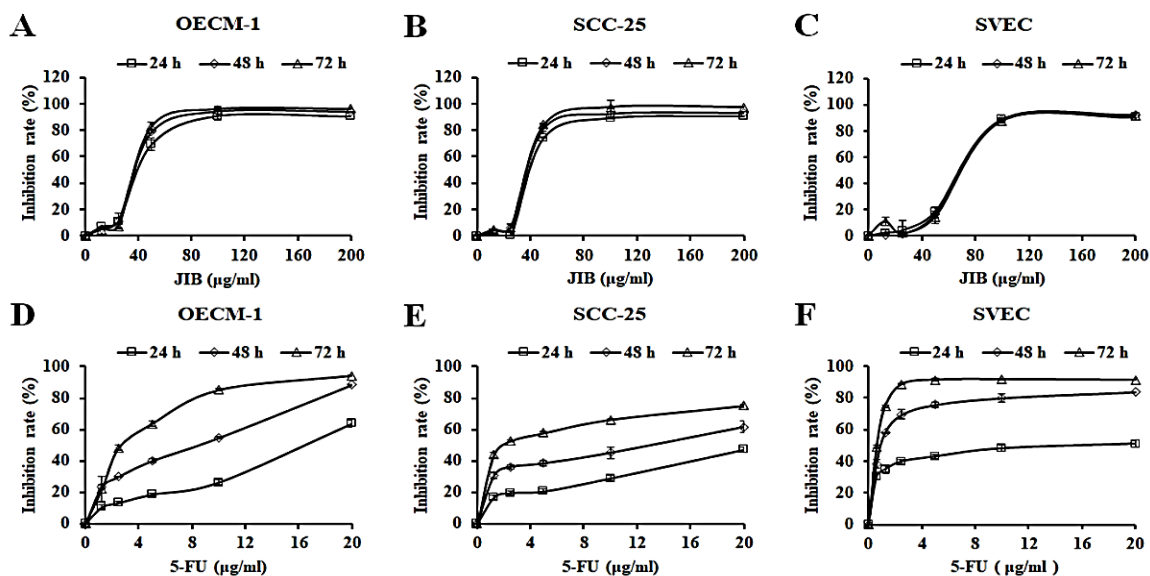 A OECM-1
24 h 48 h 72 h
Inhibition rate (%)
120
100
80
60
40
20
0
0 40 80 120 160 200
JIB (µg/ml)
B SCC-25
24 h 48 h 72 h
Inhibition rate (%)
120
100
80
60
40
20
0
0 40 80 120 160 200
JIB (µg/ml)
C SVEC
24 h 48 h 72 h
Inhibition rate (%)
120
100
80
60
40
20
0
0 40 80 120 160 200
JIB (µg/ml)
D OECM-1
24 h 48 h 72 h
Inhibition rate (%)
100
80
60
40
20
0
0 4 8 12 16 20
5-FU (µg/ml)
E SCC-25
24 h 48 h 72 h
Inhibition rate (%)
100
80
60
40
20
0
0 4 8 12 16 20
5-FU (µg/ml)
F SVEC
24 h 48 h 72 h
Inhibition rate (%)
100
80
60
40
20
0
0 4 8 12 16 20
5-FU ( µg/ml )